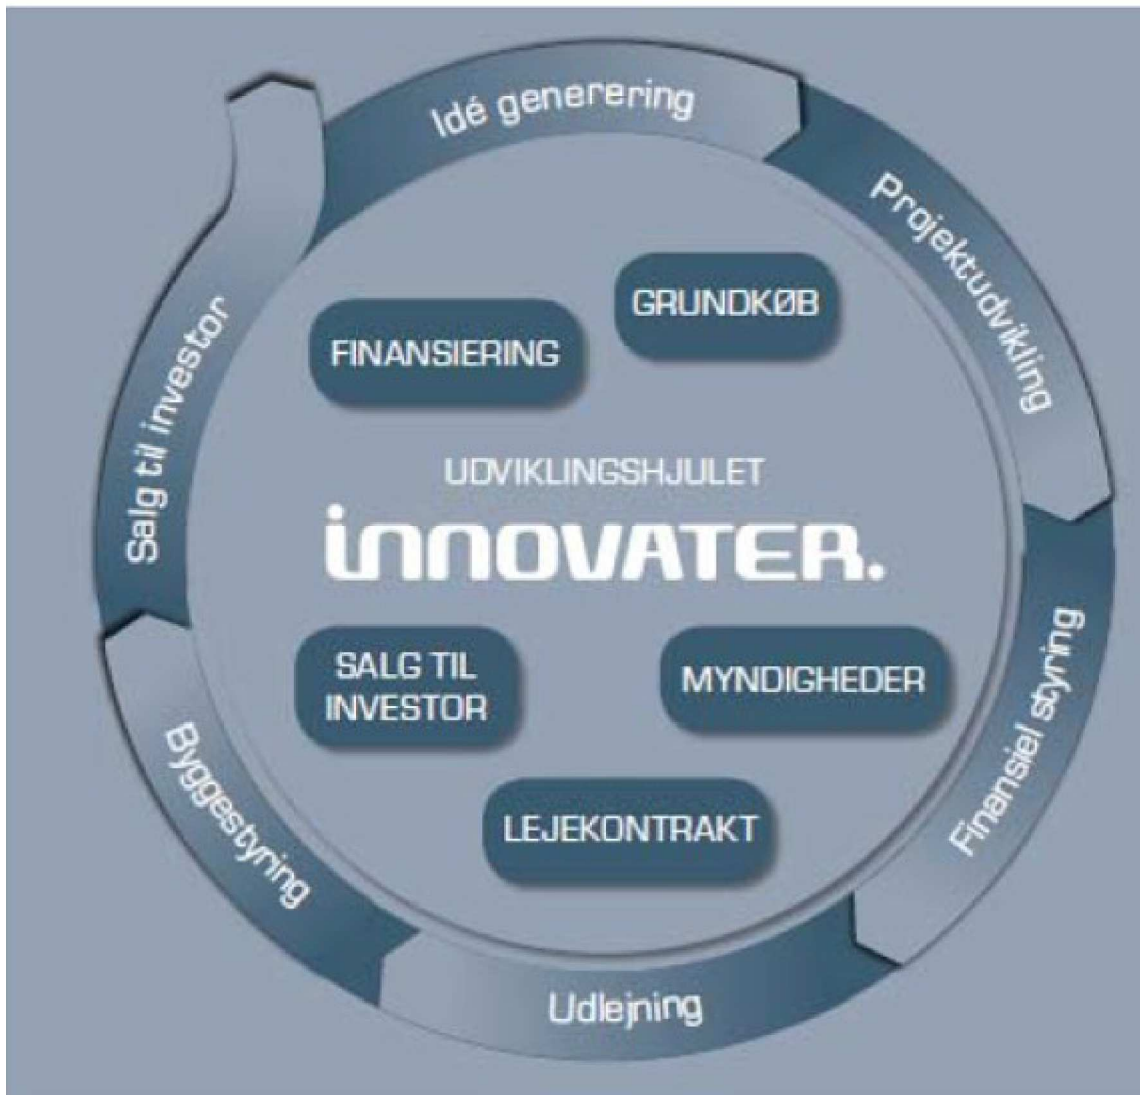 Idé generering
Projektudvikling
Finansiel styring
Udlejning
Byggestyring
Salg til investor
FINANSIERING
GRUNDKØB
UDVIKLINGSHJULET
innovater.
SALG TIL
INVESTOR
MYNDIGHEDER
LEJEKONTRAKT